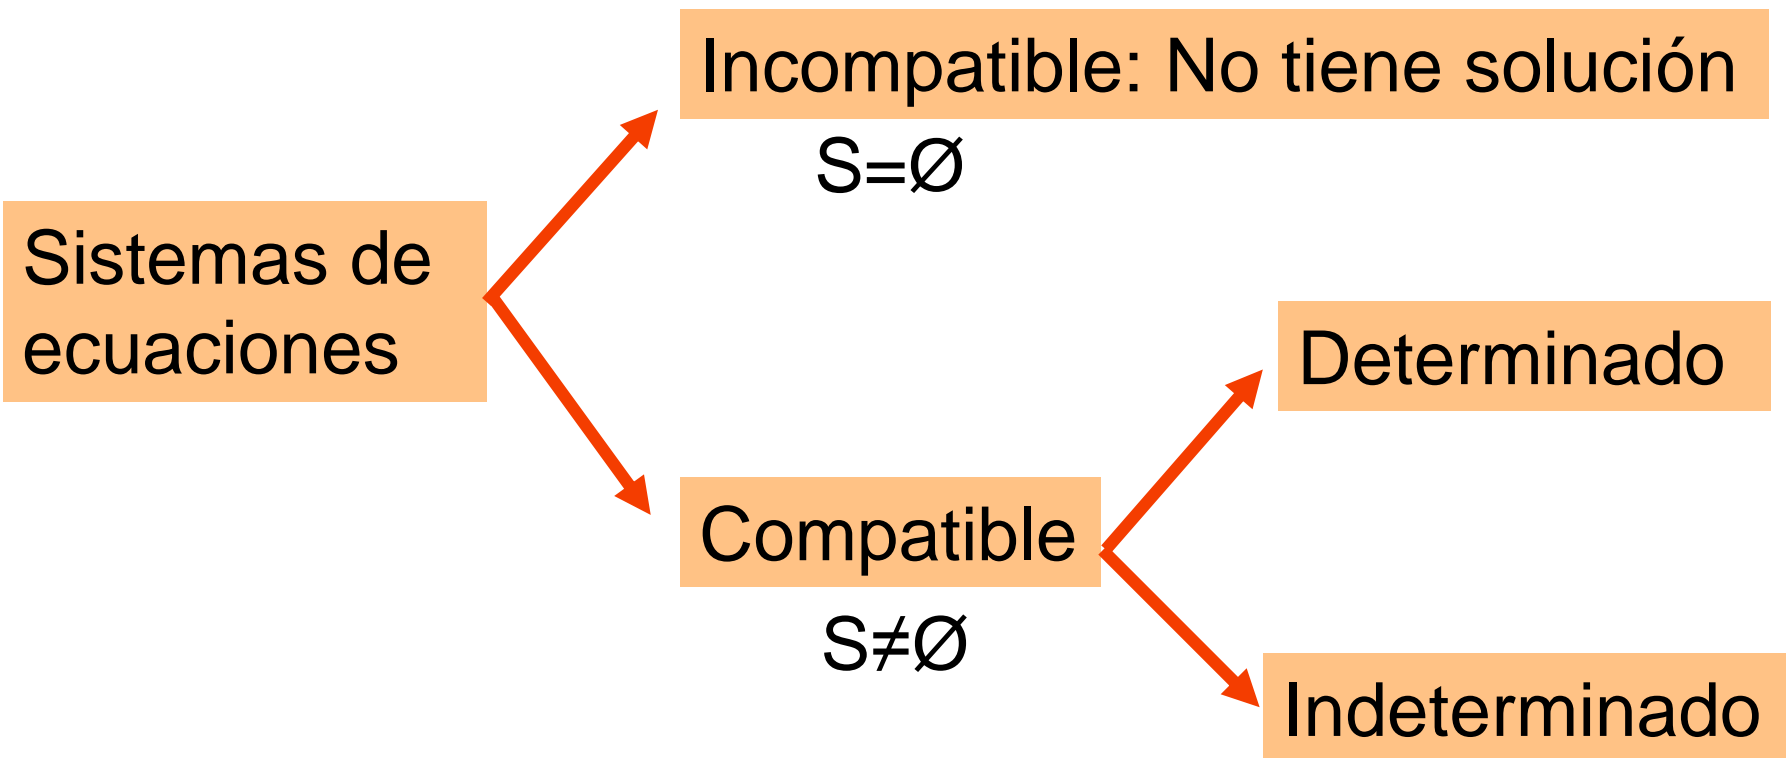 Incompatible: No tiene solución
S=Ø
Sistemas de
ecuaciones
Determinado
Compatible
S≠Ø
Indeterminado